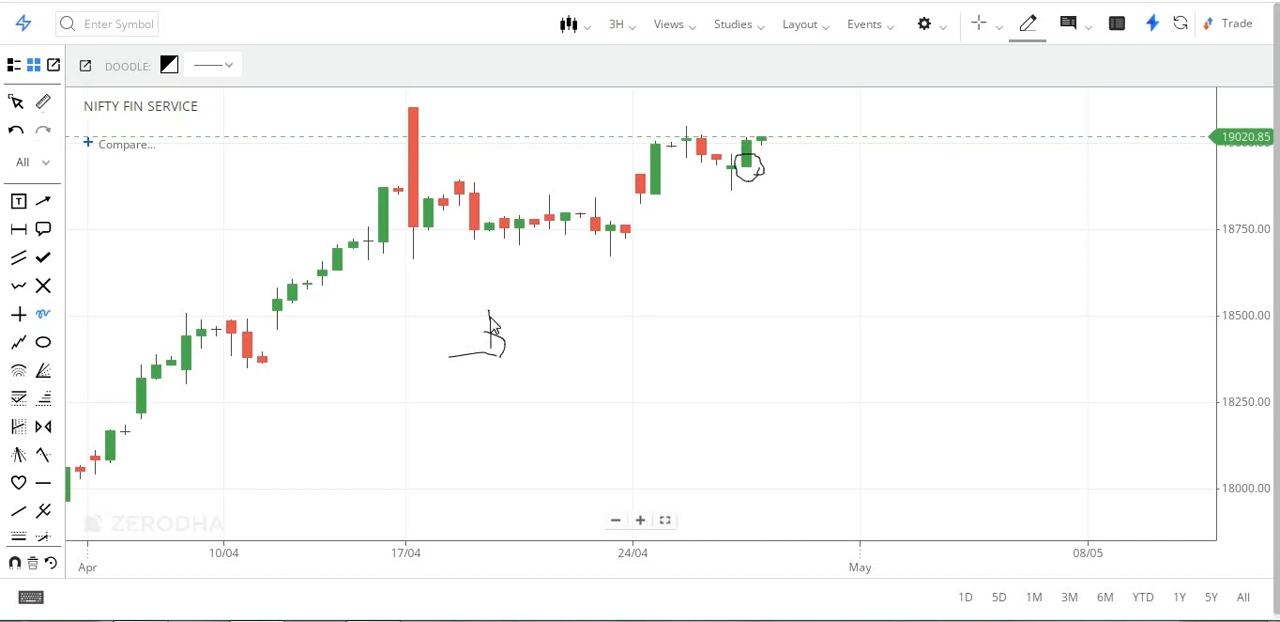 Enter Symbol
3H
Views
Studies
Layout
Events
Trade
DOODLE:
NIFTY FIN SERVICE
Compare...
All
T
19020.85
18750.00
18500.00
18250.00
18000.00
ZERODHA
10/04
17/04
24/04
08/05
Apr
May
1D 5D 1M 3M 6M YTD 1Y 5Y All